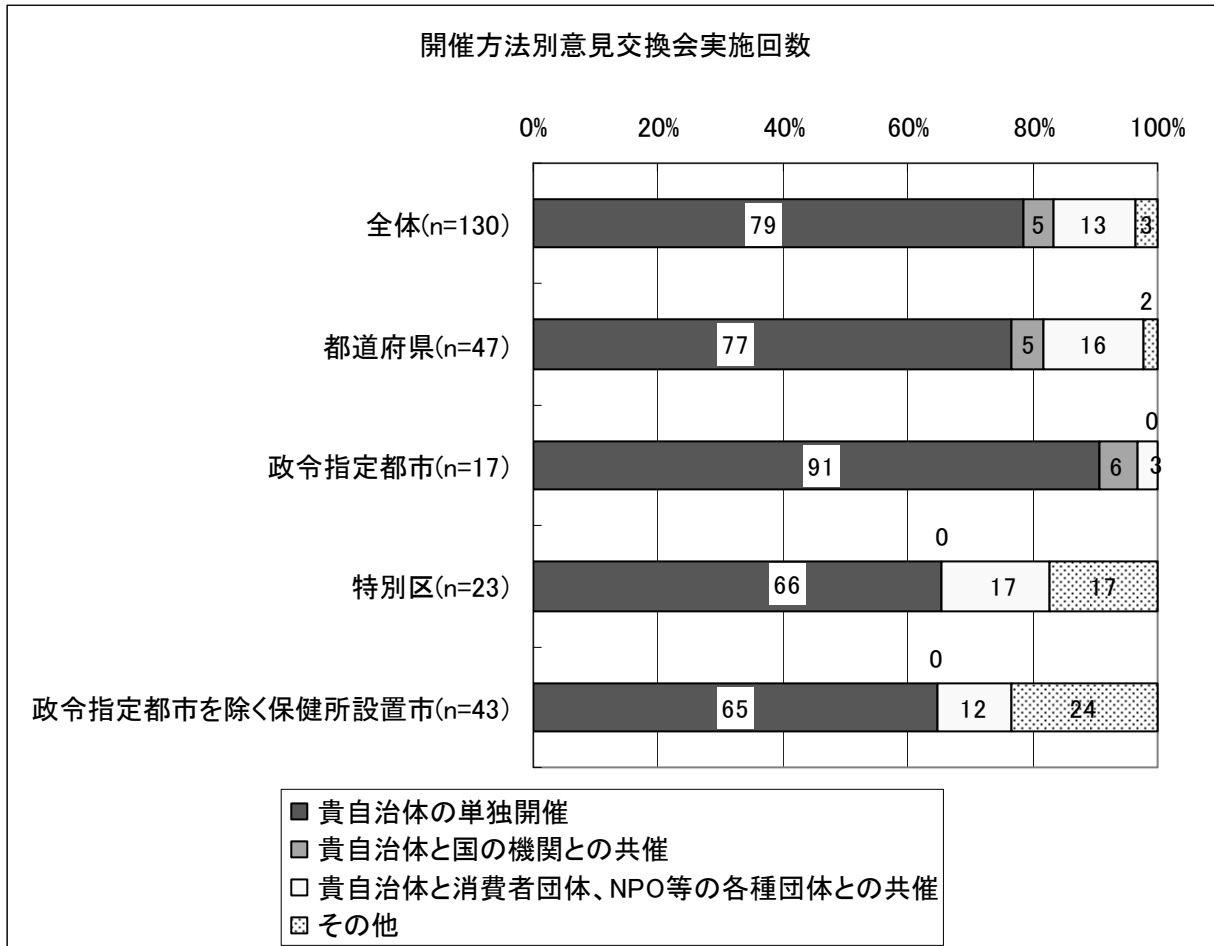 開催方法別意見交換会実施回数
0% 20% 40% 60% 80% 100%
全体(n=130) 79 5 13 3
2
都道府県(n=47) 77 5 16
0
政令指定都市(n=17) 91 6 3
0
特別区(n=23) 66 17 17
0
政令指定都市を除く保健所設置市(n=43) 65 12 24
貴自治体の単独開催
貴自治体と国の機関との共催
貴自治体と消費者団体、NPO等の各種団体との共催
その他